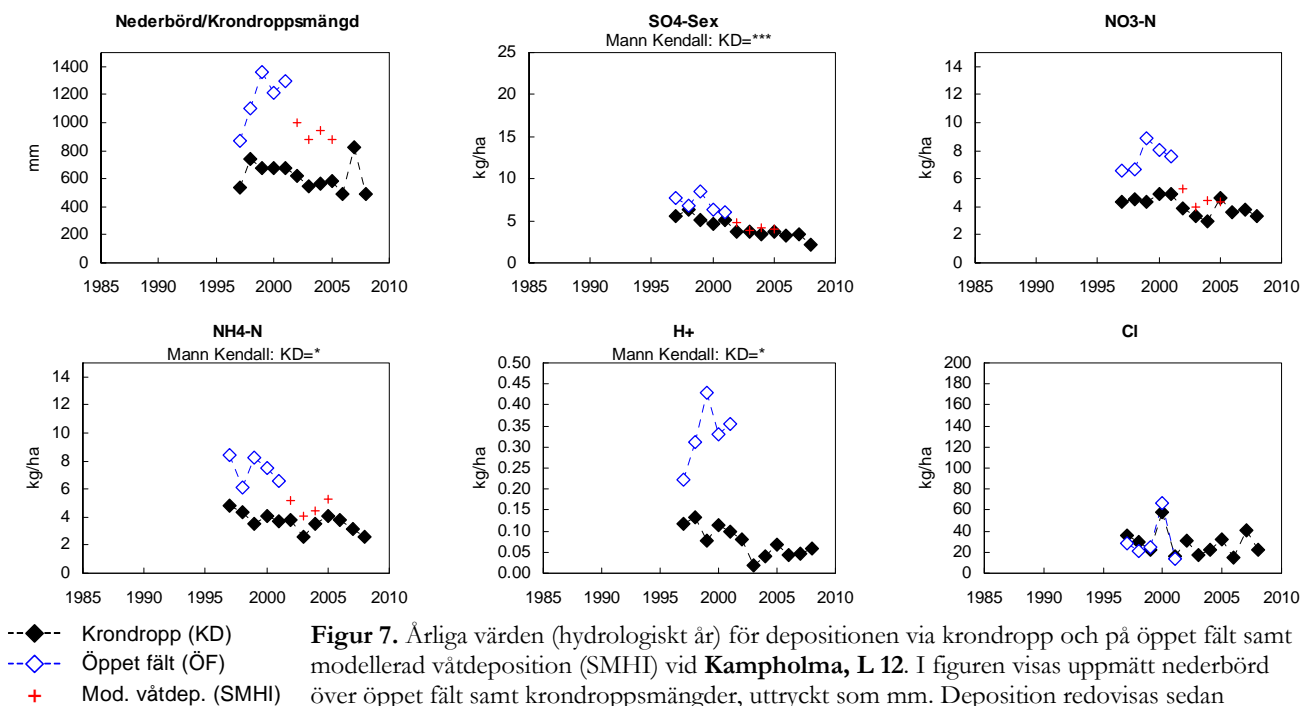 Nederbörd/Krondroppsmängd
mm
1400
1200
1000
800
600
400
200
0
1985 1990 1995 2000 2005 2010
SO4-Sex
Mann Kendall: KD=***
kg/ha
25
20
15
10
5
0
1985 1990 1995 2000 2005 2010
NO3-N
kg/ha
14
12
10
8
6
4
2
0
1985 1990 1995 2000 2005 2010
NH4-N
Mann Kendall: KD=*
kg/ha
14
12
10
8
6
4
2
0
1985 1990 1995 2000 2005 2010
H+
Mann Kendall: KD=*
kg/ha
0.50
0.45
0.40
0.35
0.30
0.25
0.20
0.15
0.10
0.05
0.00
1985 1990 1995 2000 2005 2010
Cl
kg/ha
200
180
160
140
120
100
80
60
40
20
0
1985 1990 1995 2000 2005 2010
Krondropp (KD)
Öppet fält (ÖF)
Mod. våtdep. (SMHI)
Figur 7. Årliga värden (hydrologiskt år) för depositionen via krondropp och på öppet fält samt
modellerad våtdeposition (SMHI) vid Kampholma, L 12. I figuren visas uppmätt nederbörd
över öppet fält samt krondroppsmängder, uttryckt som mm. Deposition redovisas sedan